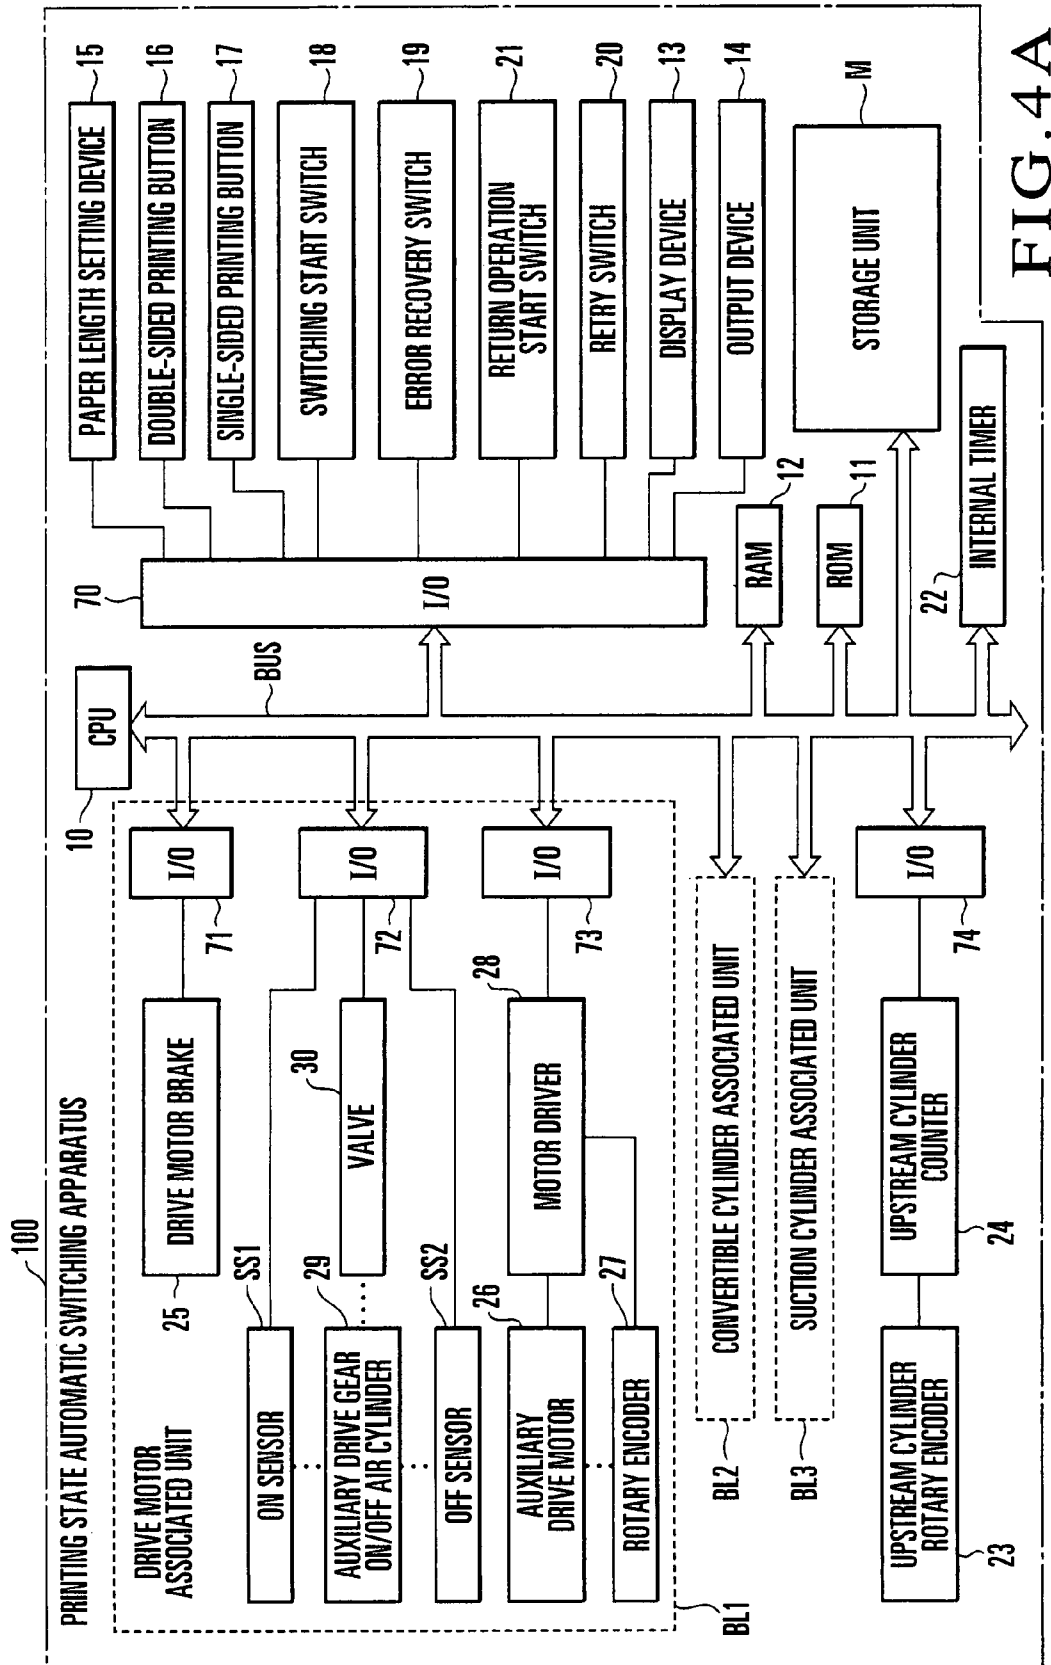 100
PRINTING STATE AUTOMATIC SWITCHING APPARATUS
DRIVE MOTOR
ASSOCIATED UNIT
DRIVE MOTOR BRAKE
25
I/O
71
10
CPU
BUS
70
I/O
PAPER LENGTH SETTING DEVICE
15
DOUBLE-SIDED PRINTING BUTTON
16
SINGLE-SIDED PRINTING BUTTON
17
SWITCHING START SWITCH
18
ERROR RECOVERY SWITCH
19
RETURN OPERATION
START SWITCH
21
RETRY SWITCH
20
DISPLAY DEVICE
13
OUTPUT DEVICE
14
ON SENSOR
SS1
AUXILIARY DRIVE GEAR
ON/OFF AIR CYLINDER
29
VALVE
30
OFF SENSOR
SS2
I/O
72
AUXILIARY
DRIVE MOTOR
26
MOTOR DRIVER
28
ROTARY ENCODER
27
I/O
73
BL1
RAM
12
ROM
11
STORAGE UNIT
M
INTERNAL TIMER
22
CONVERTIBLE CYLINDER ASSOCIATED UNIT
BL2
SUCTION CYLINDER ASSOCIATED UNIT
BL3
UPSTREAM CYLINDER
ROTARY ENCODER
23
UPSTREAM CYLINDER
COUNTER
24
I/O
74
FIG. 4A